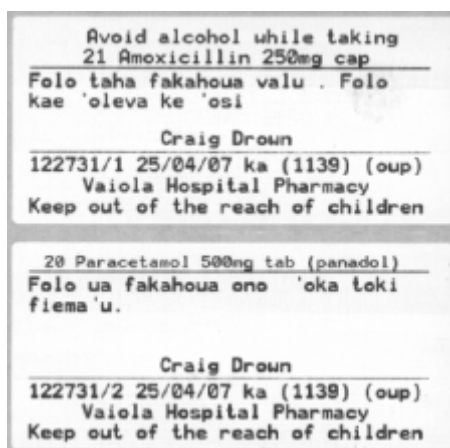 Avoid alcohol while taking
21 Amoxicillin 250mg cap
Folo taha fakahoua valu . Folo
kae 'oleva ke 'osi
Craig Drown
122731/1 25/04/07 ka (1139) (oup)
Vaiola Hospital Pharmacy
Keep out of the reach of children
20 Paracetamol 500mg tab (panadol)
Folo ua fakahoua ono 'oka toki
fiema'u.
Craig Drown
122731/2 25/04/07 ka (1139) (oup)
Vaiola Hospital Pharmacy
Keep out of the reach of children